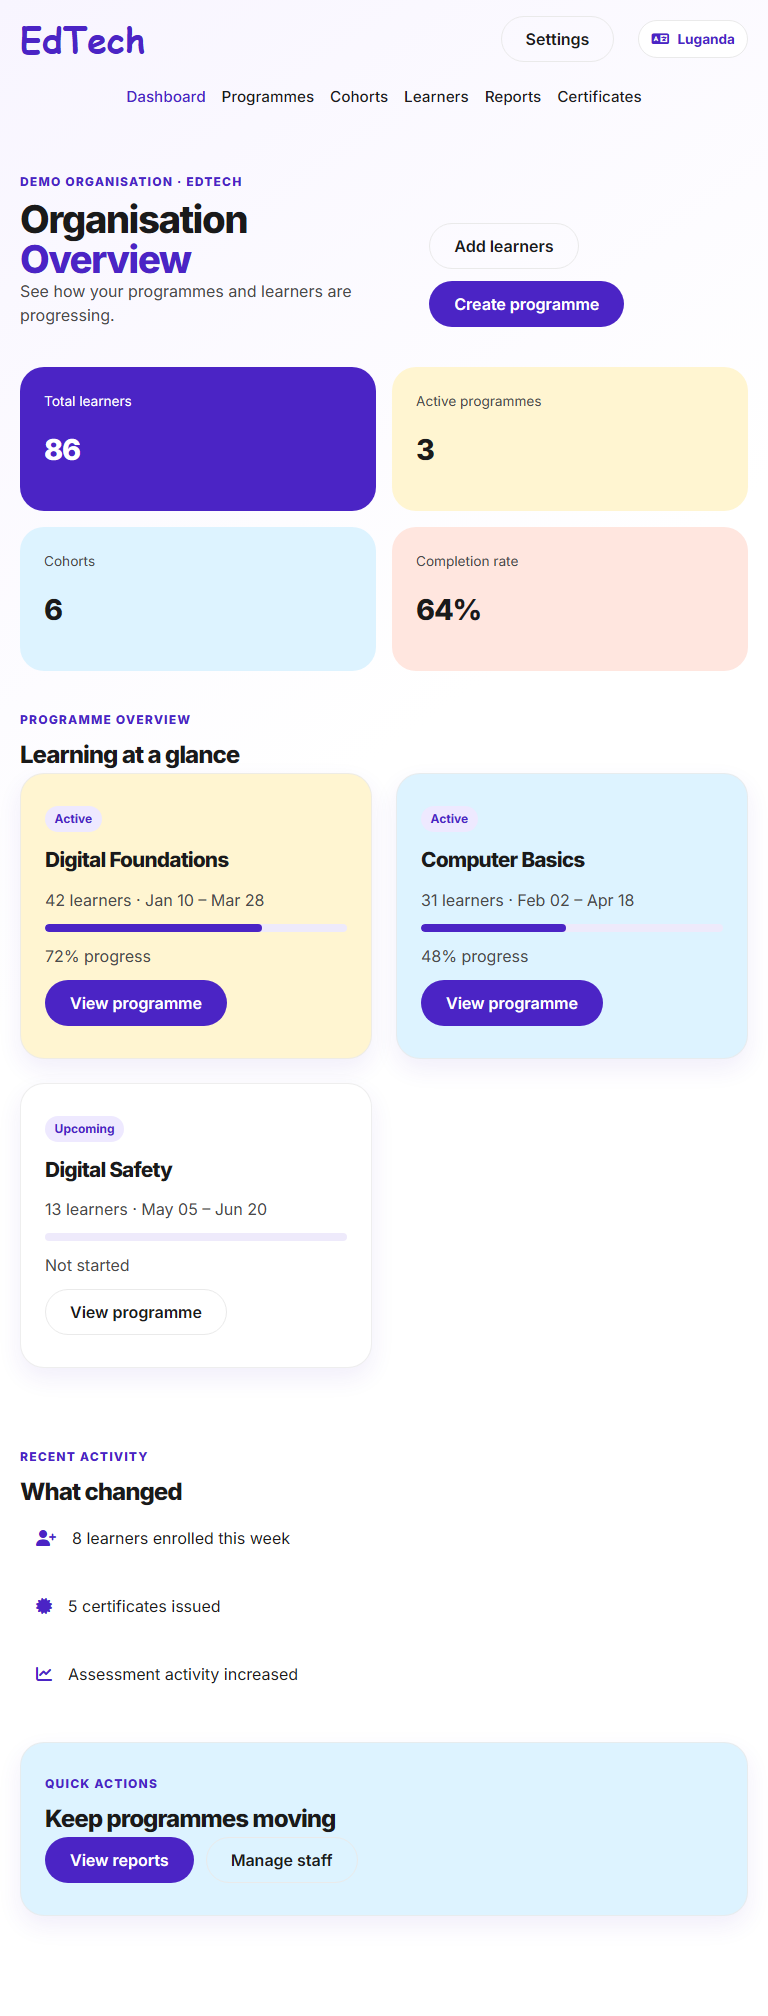 EdTech
Settings
Luganda
Dashboard Programmes Cohorts Learners Reports Certificates
DEMO ORGANISATION · EDTECH
Organisation
Overview
See how your programmes and learners are
progressing.
Add learners
Create programme
Total learners
86
Active programmes
3
Cohorts
6
Completion rate
64%
PROGRAMME OVERVIEW
Learning at a glance
Active
Digital Foundations
42 learners · Jan 10 – Mar 28
72% progress
View programme
Active
Computer Basics
31 learners · Feb 02 – Apr 18
48% progress
View programme
Upcoming
Digital Safety
13 learners · May 05 – Jun 20
Not started
View programme
RECENT ACTIVITY
What changed
8 learners enrolled this week
5 certificates issued
Assessment activity increased
QUICK ACTIONS
Keep programmes moving
View reports
Manage staff